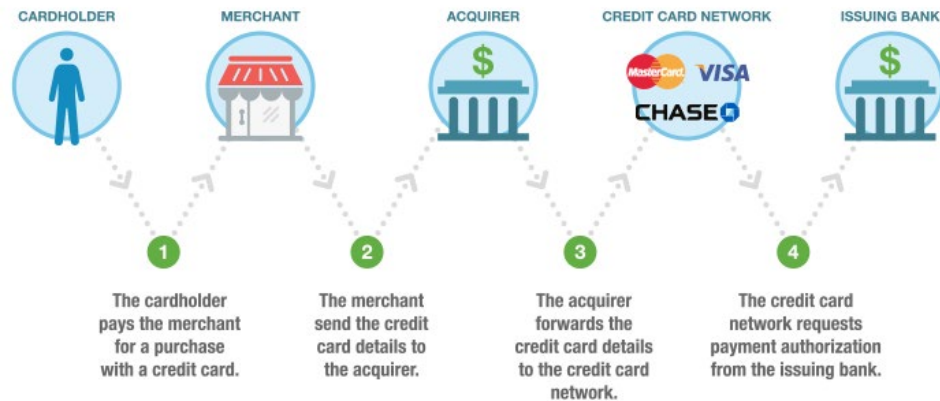 CARDHOLDER
MERCHANT
ACQUIRER
CREDIT CARD NETWORK
ISSUING BANK
$
MasterCard
VISA
CHASE
$
1
The cardholder
pays the merchant
for a purchase
with a credit card.
2
The merchant
send the credit
card details to
the acquirer.
3
The acquirer
forwards the
credit card details
to the credit card
network.
4
The credit card
network requests
payment authorization
from the issuing bank.